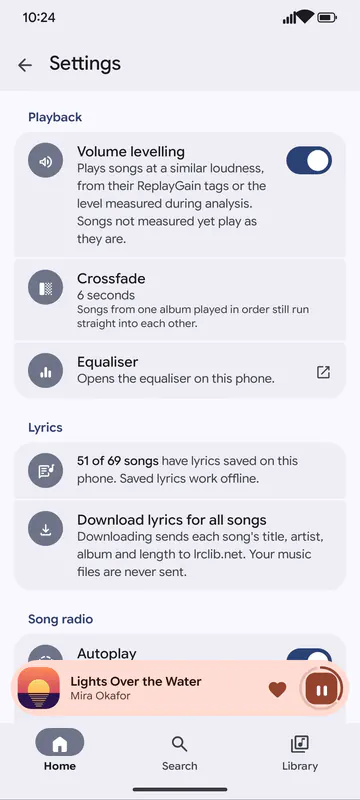 10:24
Settings
Playback
Volume levelling
Plays songs at a similar loudness,
from their ReplayGain tags or the
level measured during analysis.
Songs not measured yet play as
they are.
Crossfade
6 seconds
Songs from one album played in order still run
straight into each other.
Equaliser
Opens the equaliser on this phone.
Lyrics
51 of 69 songs have lyrics saved on this
phone. Saved lyrics work offline.
Download lyrics for all songs
Downloading sends each song's title, artist,
album and length to lrclib.net. Your music
files are never sent.
Song radio
Autoplay
Lights Over the Water
Mira Okafor
Home
Search
Library